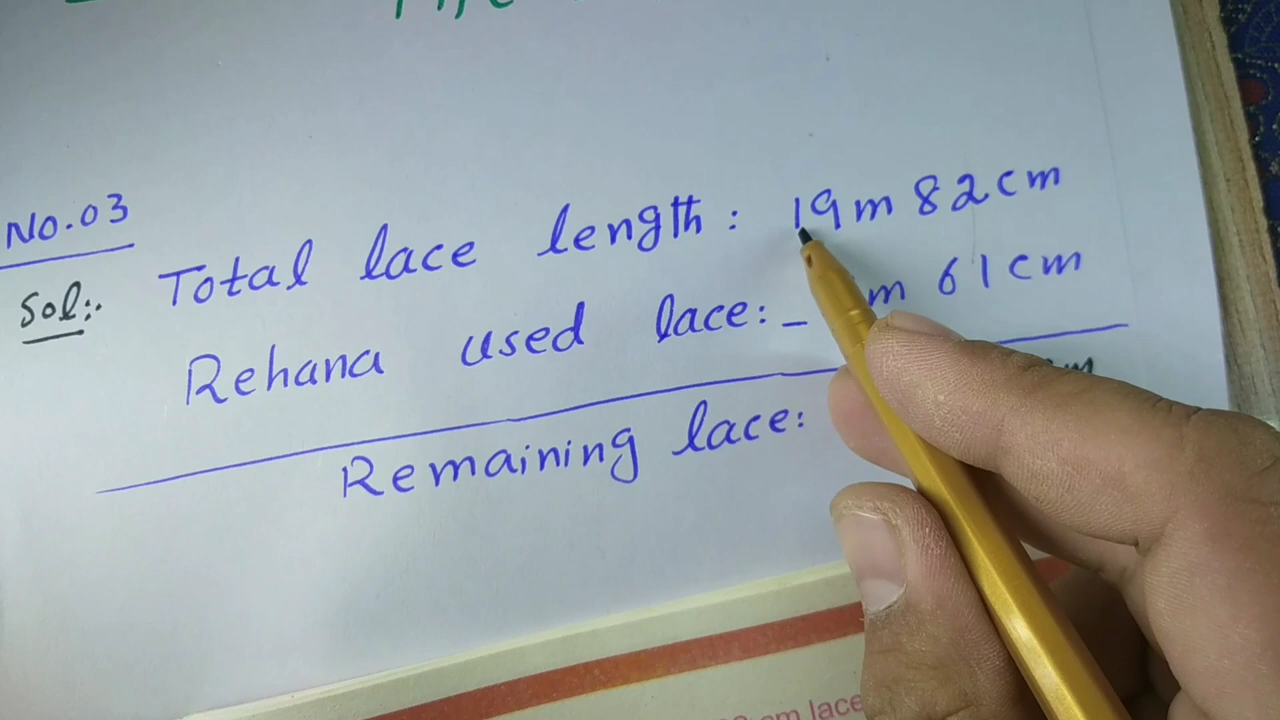 No.03
Sol:. Total lace length: 19m 82cm
Rehana used lace: - m 61cm
Remaining lace: m
cm lace